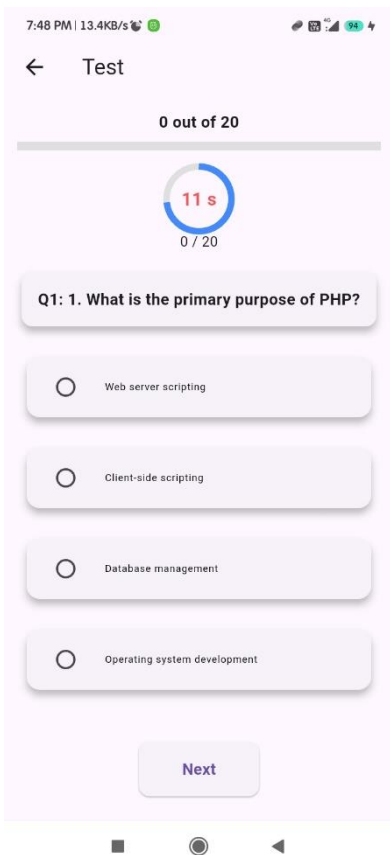 7:48 PM | 13.4KB/s
4G
94
Test
0 out of 20
11 s
0 / 20
Q1: 1. What is the primary purpose of PHP?
Web server scripting
Client-side scripting
Database management
Operating system development
Next